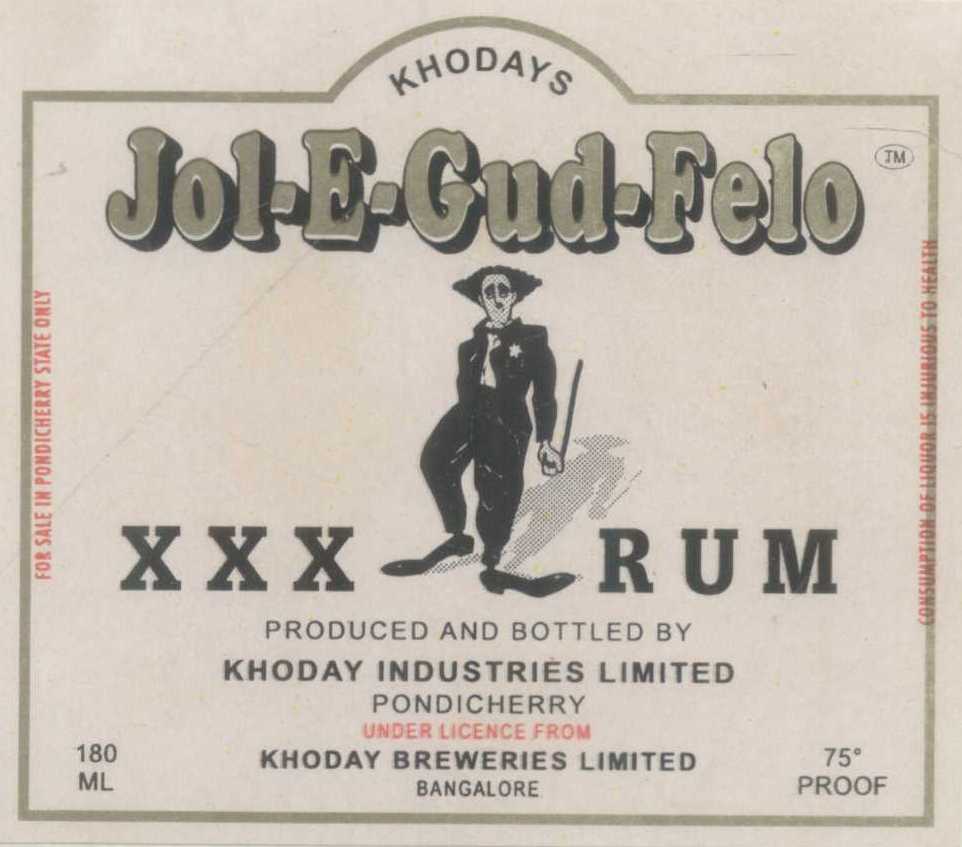 KHODAYS
Jol-E-Gud-Felo
TM
FOR SALE IN PONDICHERRY STATE ONLY
CONSUMPTION OF LIQUOR IS INJURIOUS TO HEALTH
XXX RUM
PRODUCED AND BOTTLED BY
KHODAY INDUSTRIES LIMITED
PONDICHERRY
UNDER LICENCE FROM
KHODAY BREWERIES LIMITED
BANGALORE
180
ML
75°
PROOF